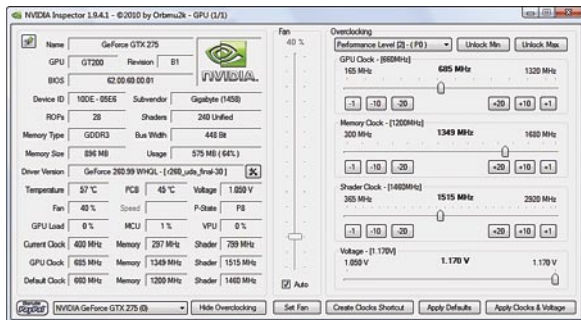 NVIDIA Inspector 1.9.4.1 - ©2010 by Orbmu2k - GPU (1/1)
Name GeForce GTX 275
GPU GT200 Revision B1
BIOS 62.00.60.00.01
NVIDIA.
Device ID 10DE - 05E6 Subvendor Gigabyte (1458)
ROPs 28 Shaders 240 Unified
Memory Type GDDR3 Bus Width 448 Bit
Memory Size 896 MB Usage 575 MB (64%)
Driver Version GeForce 260.99 WHQL - [r260_uda_final-30]
Temperature 57 °C PCB 45 °C Voltage 1.050 V
Fan 40 % Speed P-State P8
GPU Load 0 % MCU 1 % VPU 0 %
Current Clock 400 MHz Memory 297 MHz Shader 799 MHz
GPU Clock 685 MHz Memory 1349 MHz Shader 1515 MHz
Default Clock 660 MHz Memory 1200 MHz Shader 1460 MHz
Donate PayPal NVIDIA GeForce GTX 275 (0) Hide Overclocking
Fan
40 %
Auto
Set Fan
Overclocking
Performance Level [2] - (P0) Unlock Min Unlock Max
GPU Clock - [660MHz]
165 MHz 685 MHz 1320 MHz
-1 -10 -20 +20 +10 +1
Memory Clock - [1200MHz]
300 MHz 1349 MHz 1680 MHz
-1 -10 -20 +20 +10 +1
Shader Clock - [1460MHz]
365 MHz 1515 MHz 2920 MHz
-1 -10 -20 +20 +10 +1
Voltage - [1.170V]
1.050 V 1.170 V 1.170 V
Create Clocks Shortcut Apply Defaults Apply Clocks & Voltage